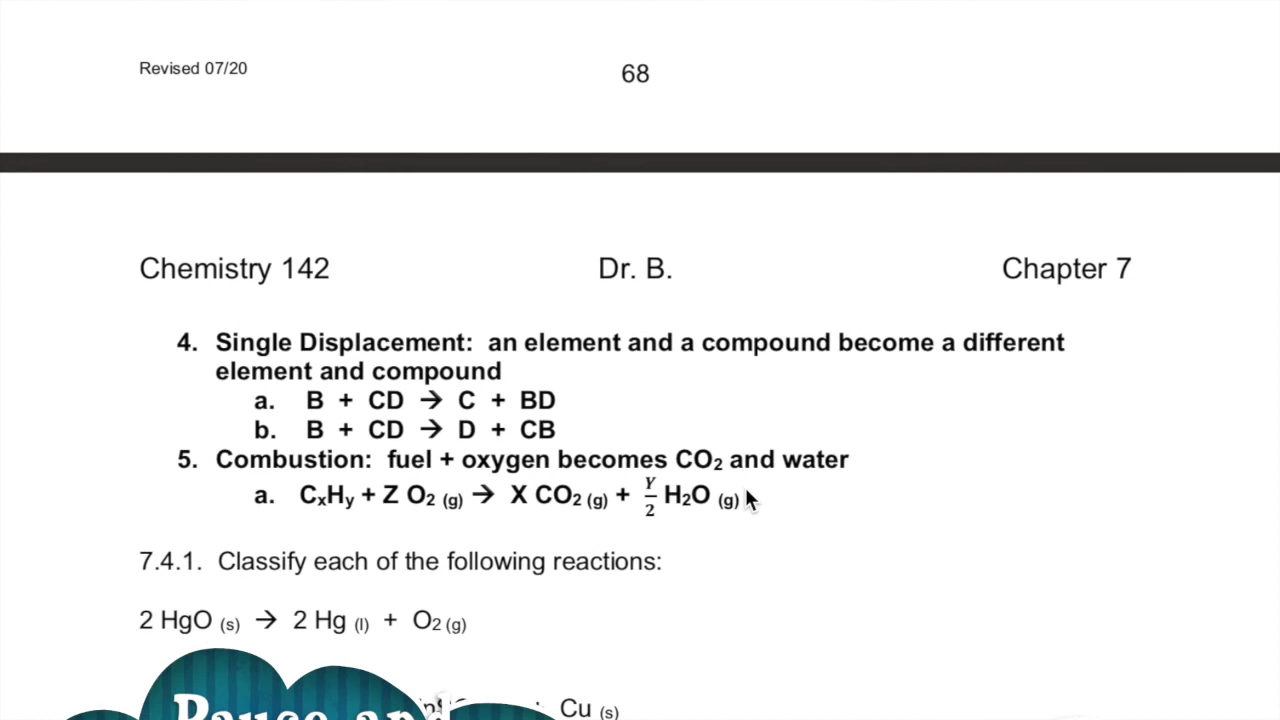 Revised 07/20
68
Chemistry 142 Dr. B. Chapter 7
4. Single Displacement: an element and a compound become a different
element and compound
a. B + CD → C + BD
b. B + CD → D + CB
5. Combustion: fuel + oxygen becomes CO₂ and water
a. CₓHᵧ + Z O₂ (g) → X CO₂ (g) + Y/2 H₂O (g)
7.4.1. Classify each of the following reactions:
2 HgO (s) → 2 Hg (l) + O₂ (g)
Cu (s)
Pause and